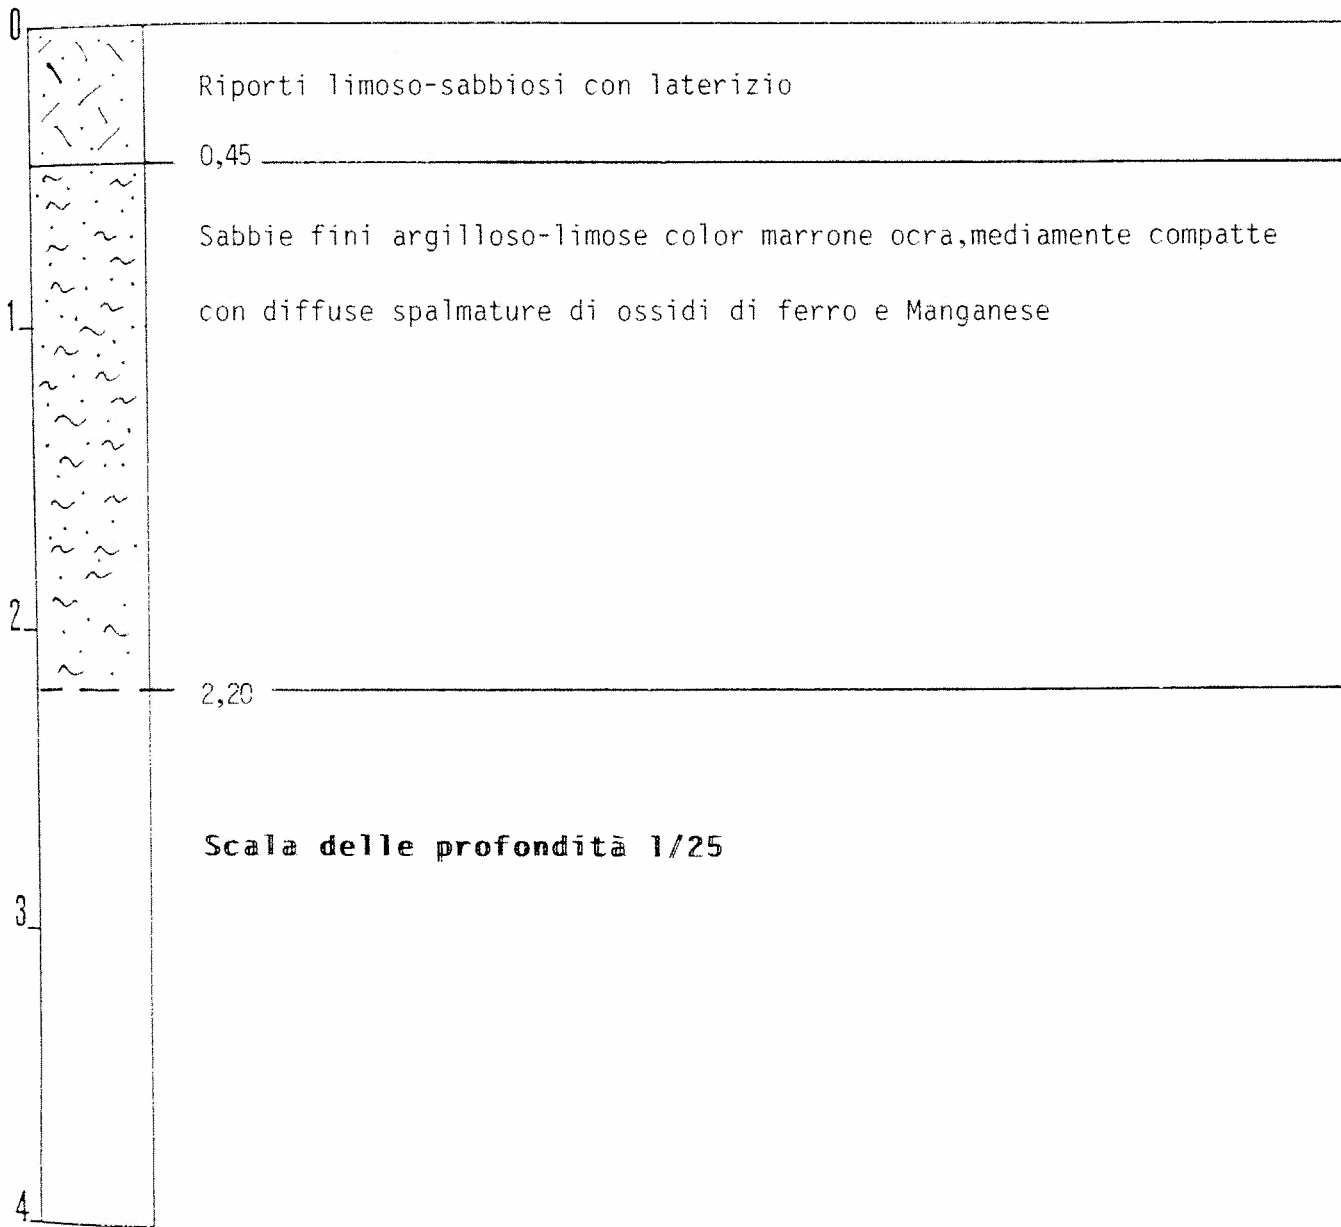 0
Riporti limoso-sabbiosi con laterizio
0,45
Sabbie fini argilloso-limose color marrone ocra,mediamente compatte
1
con diffuse spalmature di ossidi di ferro e Manganese
2
2,20
Scala delle profondità 1/25
3
4